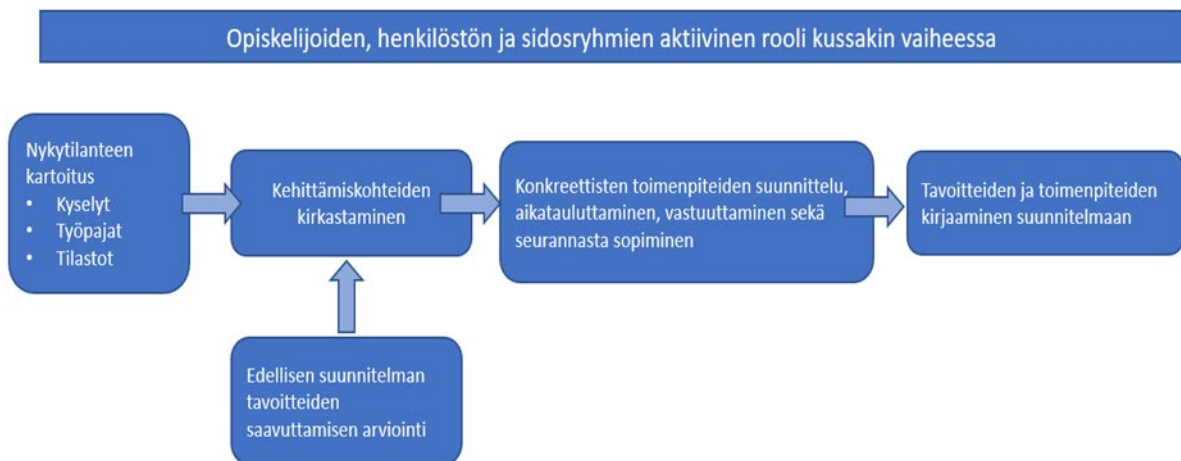 Opiskelijoiden, henkilöstön ja sidosryhmien aktiivinen rooli kussakin vaiheessa
Nykytilanteen
kartoitus
• Kyselyt
• Työpajat
• Tilastot
Kehittämiskohteiden
kirkastaminen
Konkreettisten toimenpiteiden suunnittelu,
aikatauluttaminen, vastuuttaminen sekä
seurannasta sopiminen
Tavoitteiden ja toimenpiteiden
kirjaaminen suunnitelmaan
Edellisen suunnitelman
tavoitteiden
saavuttamisen arviointi